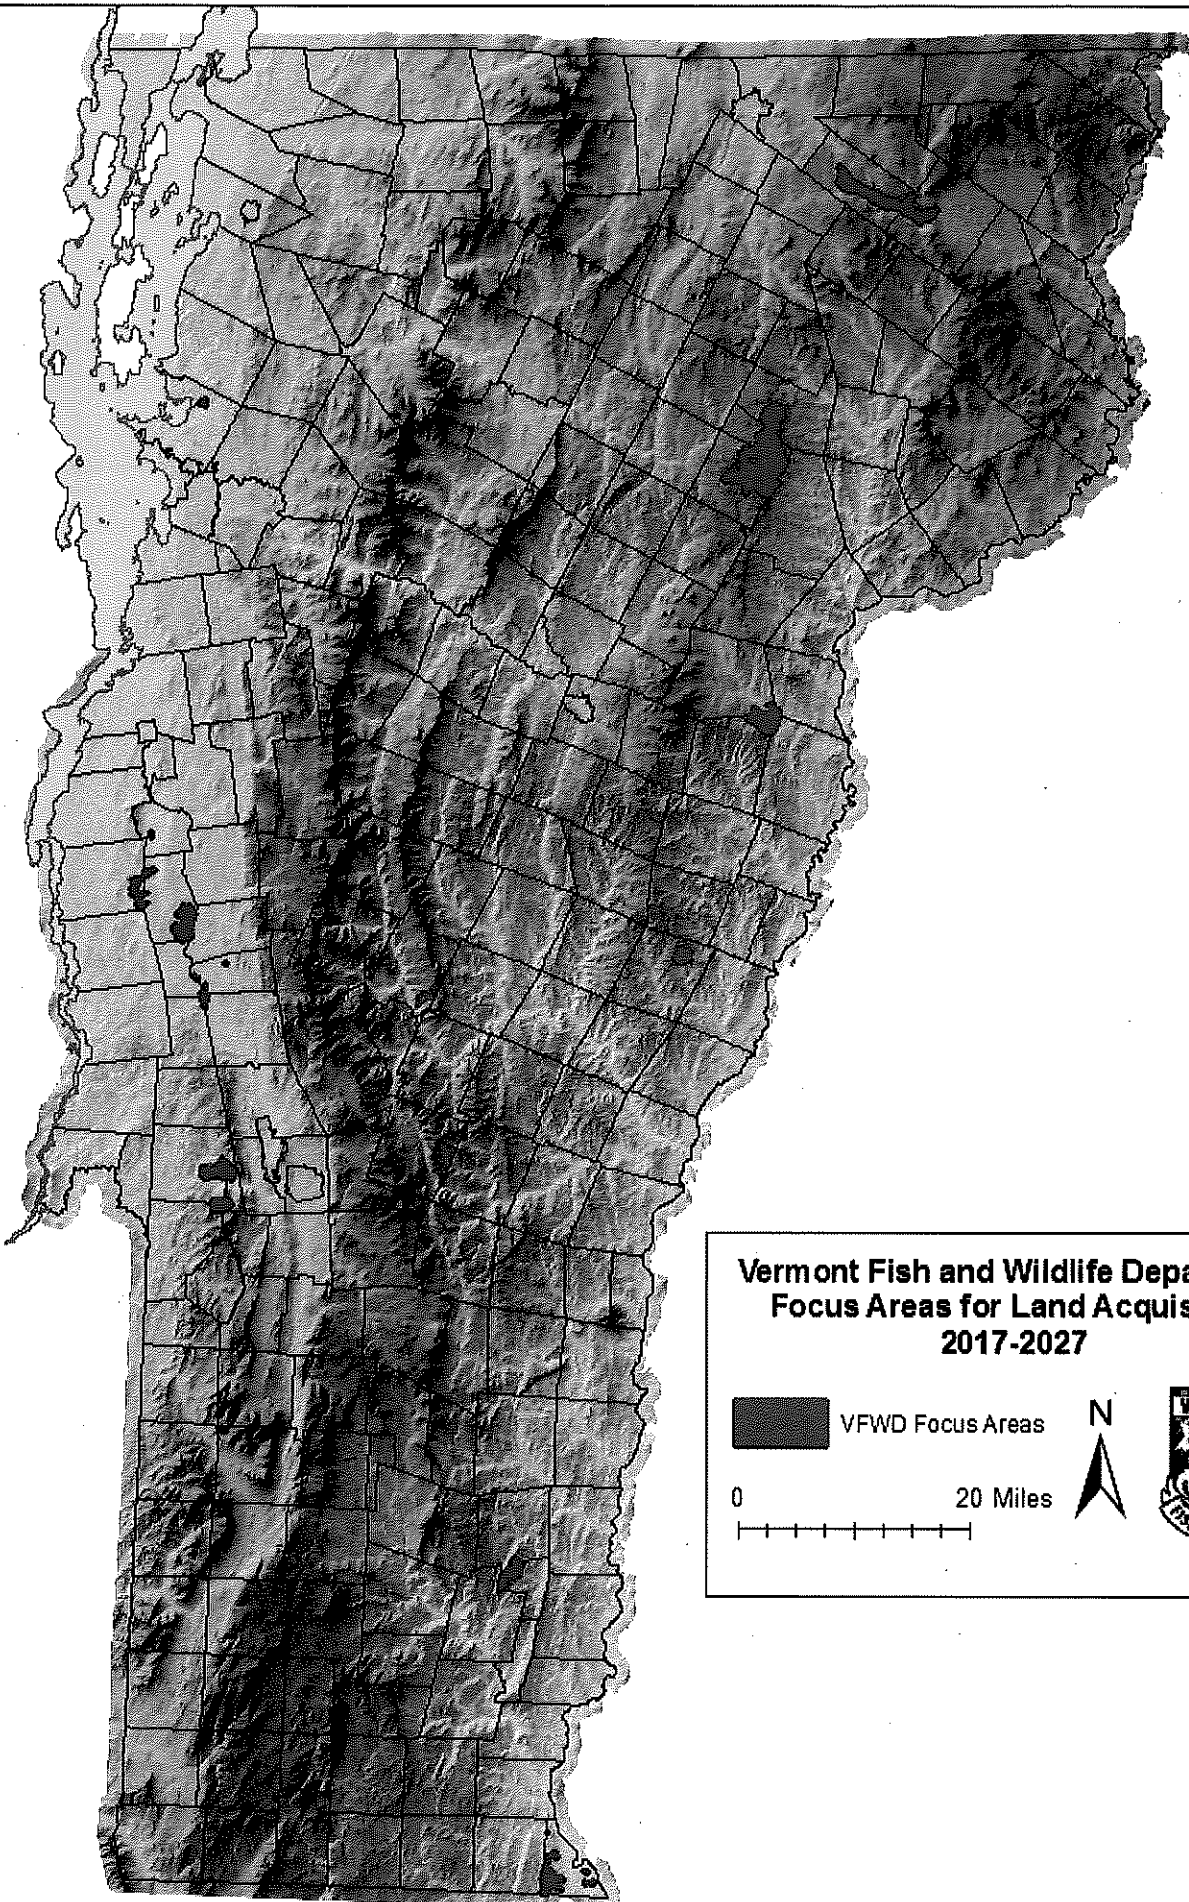 Vermont Fish and Wildlife Depa
Focus Areas for Land Acquis
2017-2027
VFWD Focus Areas
N
0 20 Miles